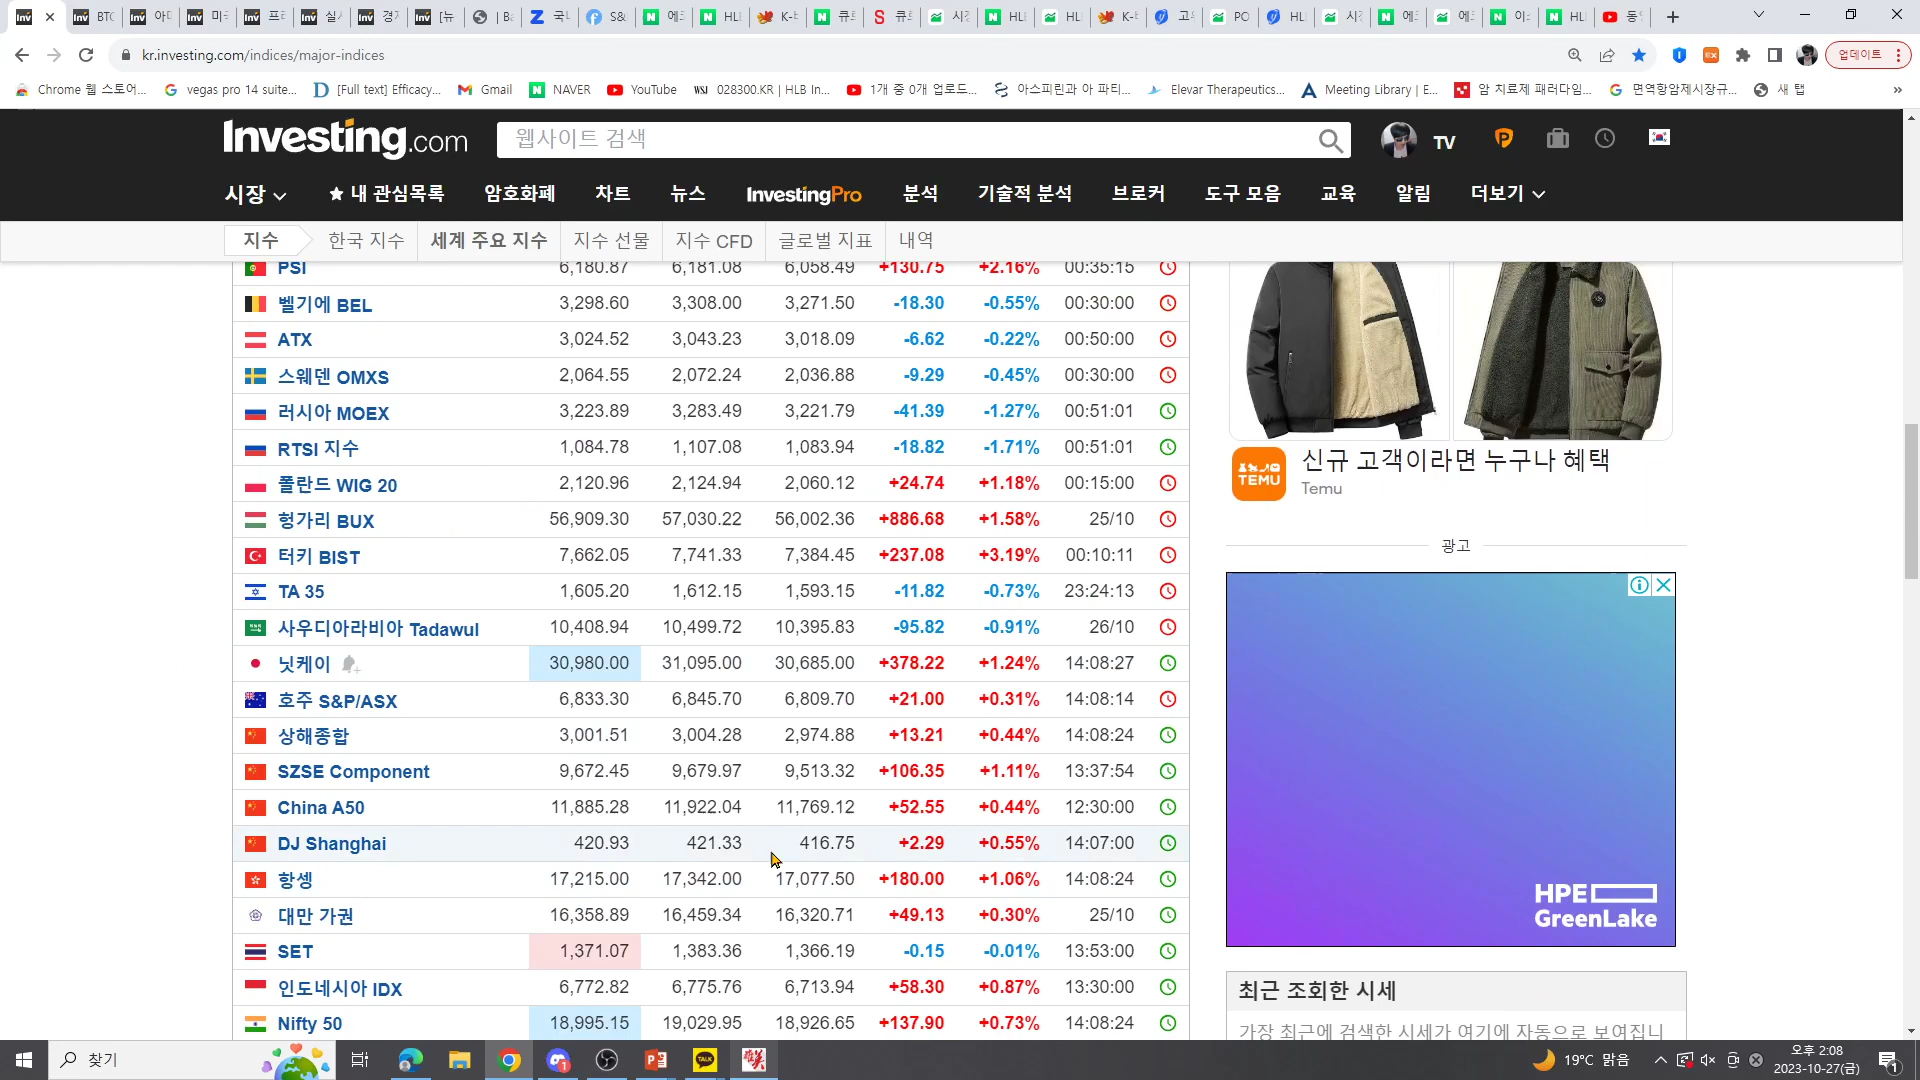 kr.investing.com/indices/major-indices
업데이트
Chrome 웹 스토어...
vegas pro 14 suite...
[Full text] Efficacy...
Gmail
NAVER
YouTube
028300.KR | HLB In...
1개 중 0개 업로드...
아스피린과 아 파티...
Elevar Therapeutics...
Meeting Library | E...
암 치료제 패러다임...
면역항암제시장규...
새 탭
Investing.com
웹사이트 검색
TV
시장
내 관심목록
암호화폐
차트
뉴스
InvestingPro
분석
기술적 분석
브로커
도구 모음
교육
알림
더보기
지수
한국 지수
세계 주요 지수
지수 선물
지수 CFD
글로벌 지표
내역
PSI 6,180.87 6,181.08 6,058.49 +130.75 +2.16% 00:35:15
벨기에 BEL 3,298.60 3,308.00 3,271.50 -18.30 -0.55% 00:30:00
ATX 3,024.52 3,043.23 3,018.09 -6.62 -0.22% 00:50:00
스웨덴 OMXS 2,064.55 2,072.24 2,036.88 -9.29 -0.45% 00:30:00
러시아 MOEX 3,223.89 3,283.49 3,221.79 -41.39 -1.27% 00:51:01
RTSI 지수 1,084.78 1,107.08 1,083.94 -18.82 -1.71% 00:51:01
폴란드 WIG 20 2,120.96 2,124.94 2,060.12 +24.74 +1.18% 00:15:00
헝가리 BUX 56,909.30 57,030.22 56,002.36 +886.68 +1.58% 25/10
터키 BIST 7,662.05 7,741.33 7,384.45 +237.08 +3.19% 00:10:11
TA 35 1,605.20 1,612.15 1,593.15 -11.82 -0.73% 23:24:13
사우디아라비아 Tadawul 10,408.94 10,499.72 10,395.83 -95.82 -0.91% 26/10
닛케이 30,980.00 31,095.00 30,685.00 +378.22 +1.24% 14:08:27
호주 S&P/ASX 6,833.30 6,845.70 6,809.70 +21.00 +0.31% 14:08:14
상해종합 3,001.51 3,004.28 2,974.88 +13.21 +0.44% 14:08:24
SZSE Component 9,672.45 9,679.97 9,513.32 +106.35 +1.11% 13:37:54
China A50 11,885.28 11,922.04 11,769.12 +52.55 +0.44% 12:30:00
DJ Shanghai 420.93 421.33 416.75 +2.29 +0.55% 14:07:00
항셍 17,215.00 17,342.00 17,077.50 +180.00 +1.06% 14:08:24
대만 가권 16,358.89 16,459.34 16,320.71 +49.13 +0.30% 25/10
SET 1,371.07 1,383.36 1,366.19 -0.15 -0.01% 13:53:00
인도네시아 IDX 6,772.82 6,775.76 6,713.94 +58.30 +0.87% 13:30:00
Nifty 50 18,995.15 19,029.95 18,926.65 +137.90 +0.73% 14:08:24
TEMU
신규 고객이라면 누구나 혜택
Temu
광고
HPE
GreenLake
최근 조회한 시세
가장 최근에 검색한 시세가 여기에 자동으로 보여집니
찾기
TALK
19°C 맑음
오후 2:08
2023-10-27(금)